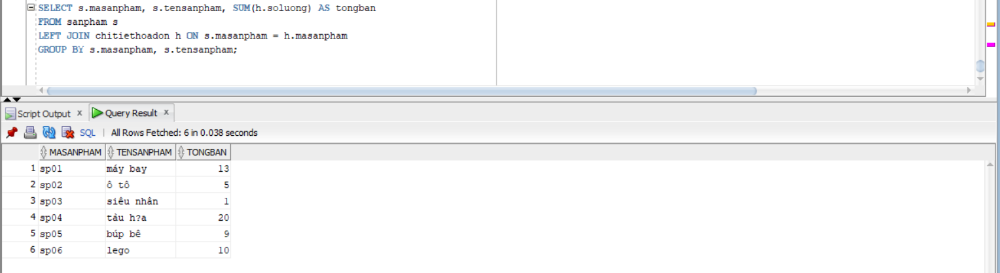 SELECT s.masanpham, s.tensanpham, SUM(h.soluong) AS tongban
FROM sanpham s
LEFT JOIN chitiethoadon h ON s.masanpham = h.masanpham
GROUP BY s.masanpham, s.tensanpham;
Script Output x Query Result x
SQL | All Rows Fetched: 6 in 0.038 seconds
MASANPHAM TENSANPHAM TONGBAN
1 sp01 máy bay 13
2 sp02 ô tô 5
3 sp03 siêu nhân 1
4 sp04 tàu h?a 20
5 sp05 búp bê 9
6 sp06 lego 10